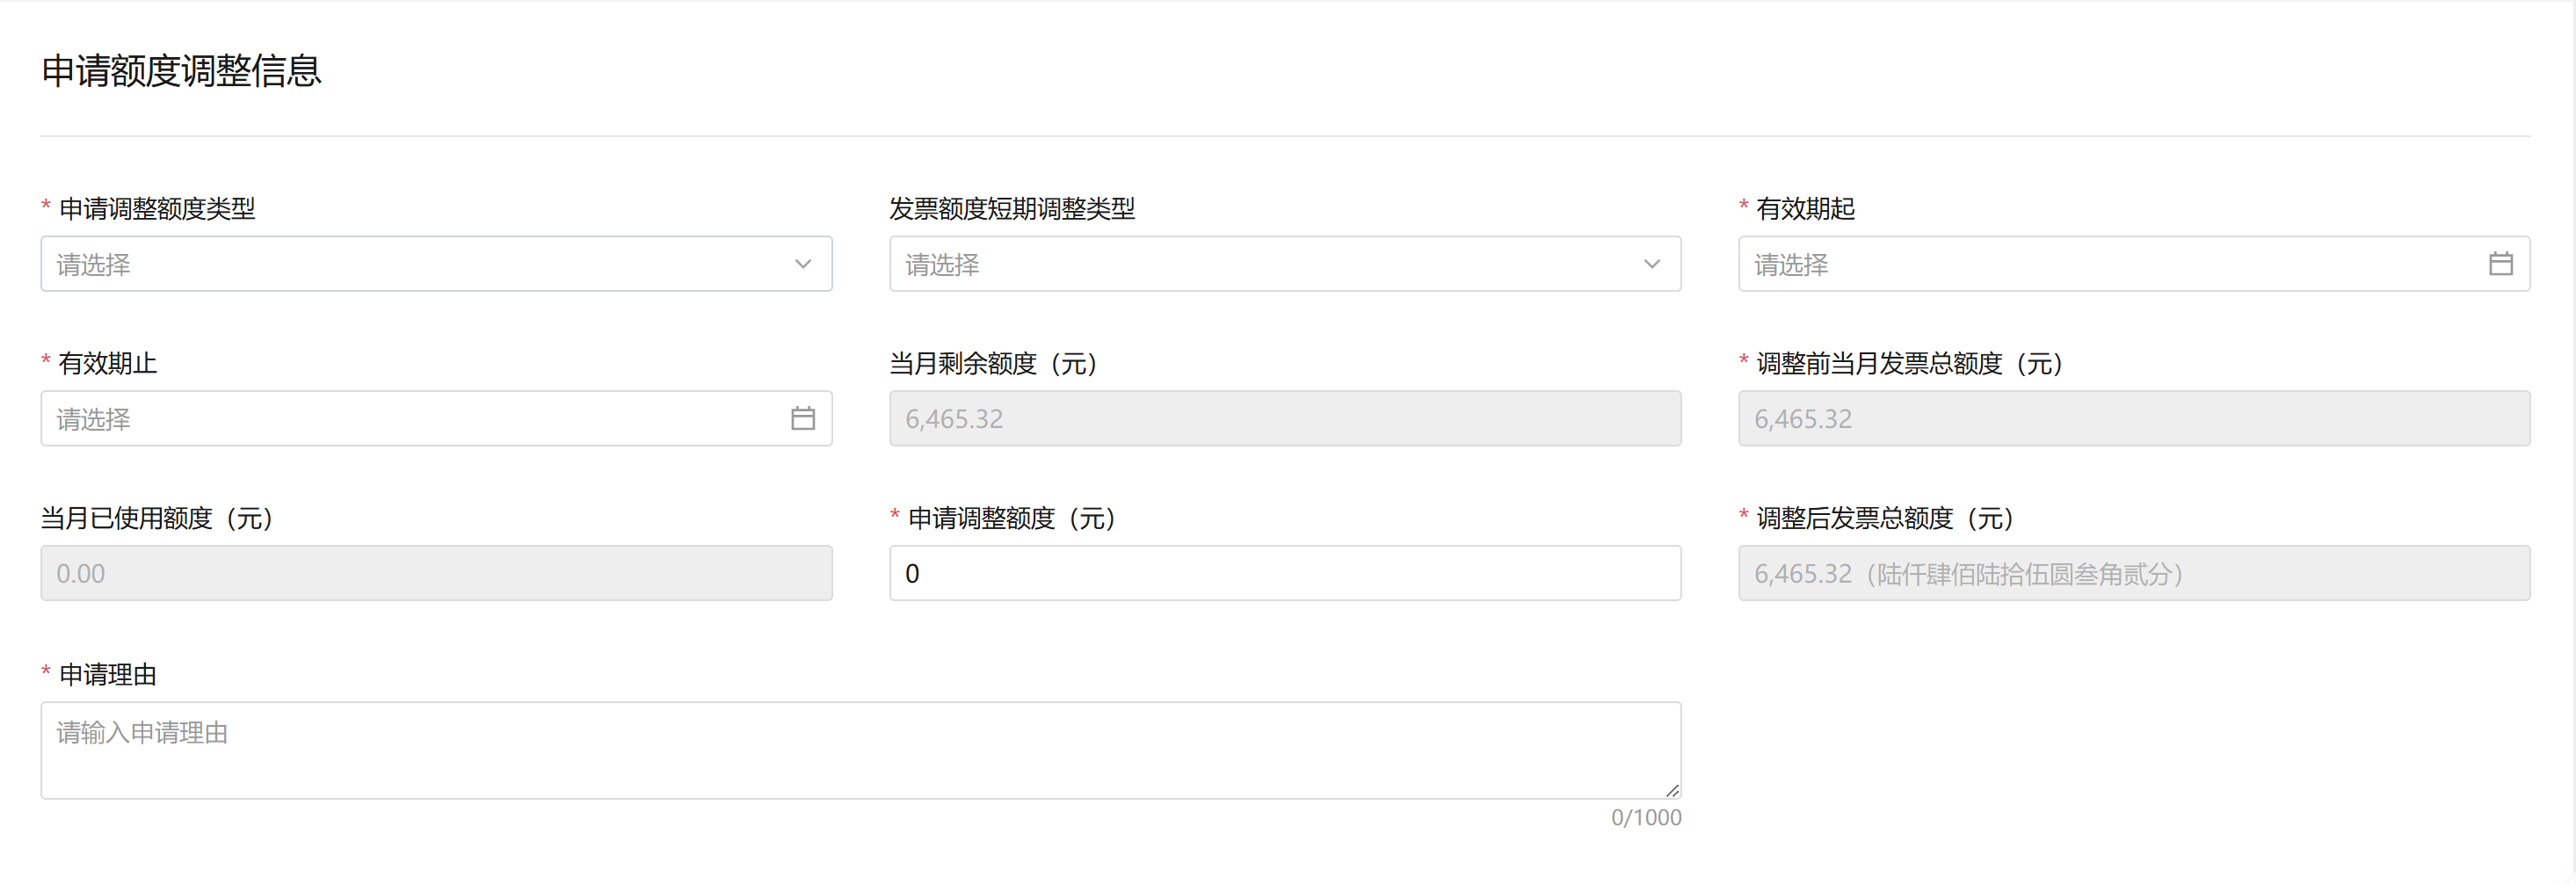 申请额度调整信息
* 申请调整额度类型
发票额度短期调整类型
* 有效期起
请选择
请选择
请选择
* 有效期止
当月剩余额度（元）
* 调整前当月发票总额度（元）
请选择
6,465.32
6,465.32
当月已使用额度（元）
* 申请调整额度（元）
* 调整后发票总额度（元）
0.00
0
6,465.32（陆仟肆佰陆拾伍圆叁角贰分）
* 申请理由
请输入申请理由
0/1000